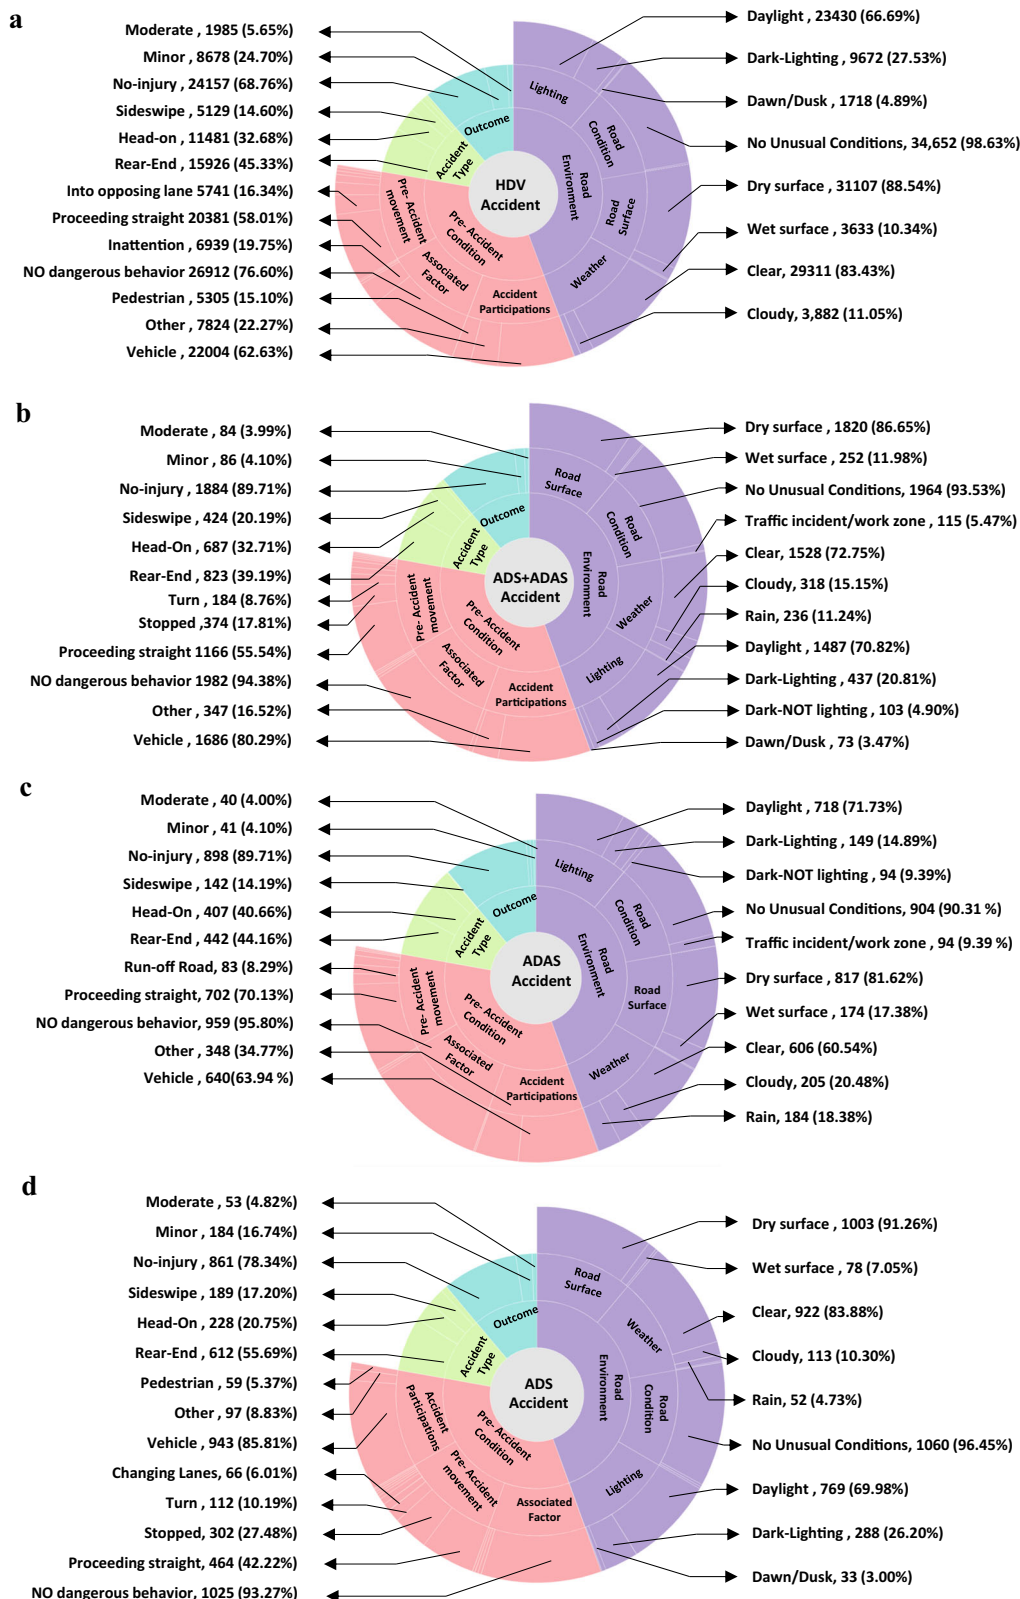 a
Moderate , 1985 (5.65%)
Minor , 8678 (24.70%)
No-injury , 24157 (68.76%)
Sideswipe , 5129 (14.60%)
Head-on , 11481 (32.68%)
Rear-End , 15926 (45.33%)
Into opposing lane 5741 (16.34%)
Proceeding straight 20381 (58.01%)
Inattention , 6939 (19.75%)
NO dangerous behavior 26912 (76.60%)
Pedestrian , 5305 (15.10%)
Other , 7824 (22.27%)
Vehicle , 22004 (62.63%)
Outcome
Accident
Type
Pre- Accident
movement
Pre- Accident
Condition
Associated
Factor
Accident
Participations
HDV
Accident
Lighting
Road
Condition
Road
Environment
Road
Surface
Weather
Daylight , 23430 (66.69%)
Dark-Lighting , 9672 (27.53%)
Dawn/Dusk , 1718 (4.89%)
No Unusual Conditions, 34,652 (98.63%)
Dry surface , 31107 (88.54%)
Wet surface , 3633 (10.34%)
Clear, 29311 (83.43%)
Cloudy, 3,882 (11.05%)
b
Moderate , 84 (3.99%)
Minor , 86 (4.10%)
No-injury , 1884 (89.71%)
Sideswipe , 424 (20.19%)
Head-On , 687 (32.71%)
Rear-End , 823 (39.19%)
Turn , 184 (8.76%)
Stopped , 374 (17.81%)
Proceeding straight 1166 (55.54%)
NO dangerous behavior 1982 (94.38%)
Other , 347 (16.52%)
Vehicle , 1686 (80.29%)
Outcome
Accident
Type
Pre- Accident
movement
Pre- Accident
Condition
Associated
Factor
Accident
Participations
ADS+ADAS
Accident
Road
Surface
Road
Condition
Road
Environment
Weather
Lighting
Dry surface , 1820 (86.65%)
Wet surface , 252 (11.98%)
No Unusual Conditions, 1964 (93.53%)
Traffic incident/work zone , 115 (5.47%)
Clear, 1528 (72.75%)
Cloudy, 318 (15.15%)
Rain, 236 (11.24%)
Daylight , 1487 (70.82%)
Dark-Lighting , 437 (20.81%)
Dark-NOT lighting , 103 (4.90%)
Dawn/Dusk , 73 (3.47%)
c
Moderate , 40 (4.00%)
Minor , 41 (4.10%)
No-injury , 898 (89.71%)
Sideswipe , 142 (14.19%)
Head-On , 407 (40.66%)
Rear-End , 442 (44.16%)
Run-off Road, 83 (8.29%)
Proceeding straight, 702 (70.13%)
NO dangerous behavior, 959 (95.80%)
Other , 348 (34.77%)
Vehicle , 640(63.94 %)
Outcome
Accident
Type
Pre- Accident
movement
Pre- Accident
Condition
Associated
Factor
Accident
Participations
ADAS
Accident
Lighting
Road
Condition
Road
Environment
Road
Surface
Weather
Daylight , 718 (71.73%)
Dark-Lighting , 149 (14.89%)
Dark-NOT lighting , 94 (9.39%)
No Unusual Conditions, 904 (90.31 %)
Traffic incident/work zone , 94 (9.39 %)
Dry surface , 817 (81.62%)
Wet surface , 174 (17.38%)
Clear, 606 (60.54%)
Cloudy, 205 (20.48%)
Rain, 184 (18.38%)
d
Moderate , 53 (4.82%)
Minor , 184 (16.74%)
No-injury , 861 (78.34%)
Sideswipe , 189 (17.20%)
Head-On , 228 (20.75%)
Rear-End , 612 (55.69%)
Pedestrian , 59 (5.37%)
Other , 97 (8.83%)
Vehicle , 943 (85.81%)
Changing Lanes , 66 (6.01%)
Turn , 112 (10.19%)
Stopped, 302 (27.48%)
Proceeding straight, 464 (42.22%)
NO dangerous behavior, 1025 (93.27%)
Outcome
Accident
Type
Accident
Participations
Pre- Accident
Condition
Pre- Accident
movement
Associated
Factor
ADS
Accident
Road
Surface
Weather
Road
Environment
Road
Condition
Lighting
Dry surface , 1003 (91.26%)
Wet surface , 78 (7.05%)
Clear, 922 (83.88%)
Cloudy, 113 (10.30%)
Rain, 52 (4.73%)
No Unusual Conditions, 1060 (96.45%)
Daylight , 769 (69.98%)
Dark-Lighting , 288 (26.20%)
Dawn/Dusk , 33 (3.00%)